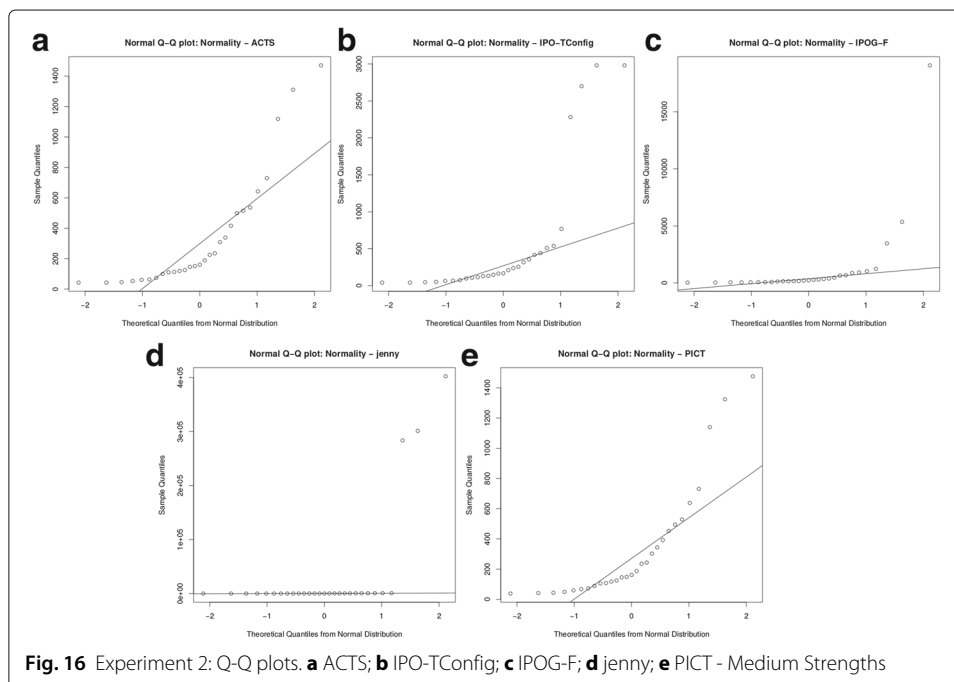 a
Normal Q-Q plot: Normality - ACTS
Sample Quantiles
1400
1200
1000
800
600
400
200
0
-2 -1 0 1 2
Theoretical Quantiles from Normal Distribution
b
Normal Q-Q plot: Normality - IPO-TConfig
Sample Quantiles
3000
2500
2000
1500
1000
500
0
-2 -1 0 1 2
Theoretical Quantiles from Normal Distribution
c
Normal Q-Q plot: Normality - IPOG-F
Sample Quantiles
15000
10000
5000
0
-2 -1 0 1 2
Theoretical Quantiles from Normal Distribution
d
Normal Q-Q plot: Normality - jenny
Sample Quantiles
4e+05
3e+05
2e+05
1e+05
0e+00
-2 -1 0 1 2
Theoretical Quantiles from Normal Distribution
e
Normal Q-Q plot: Normality - PICT
Sample Quantiles
1400
1200
1000
800
600
400
200
0
-2 -1 0 1 2
Theoretical Quantiles from Normal Distribution
Fig. 16 Experiment 2: Q-Q plots. a ACTS; b IPO-TConfig; c IPOG-F; d jenny; e PICT - Medium Strengths